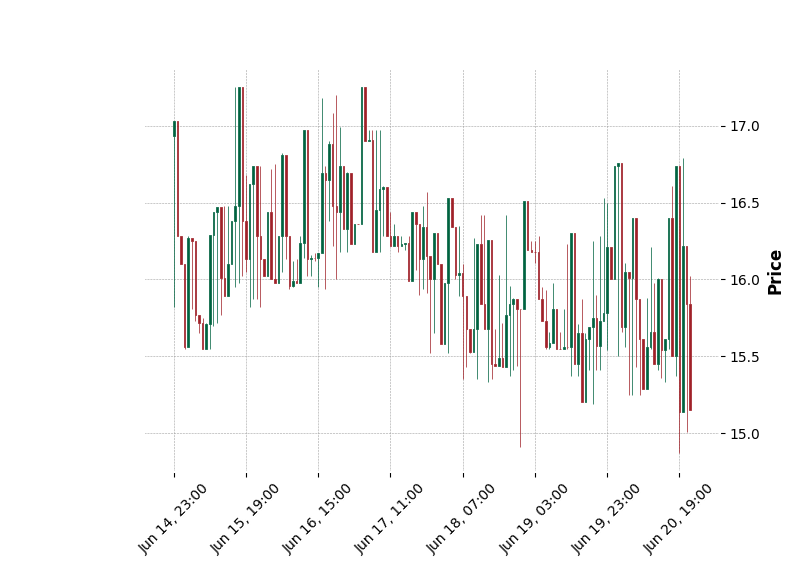 17.0
16.5
16.0
15.5
15.0
Price
Jun 14, 23:00
Jun 15, 19:00
Jun 16, 15:00
Jun 17, 11:00
Jun 18, 07:00
Jun 19, 03:00
Jun 19, 23:00
Jun 20, 19:00